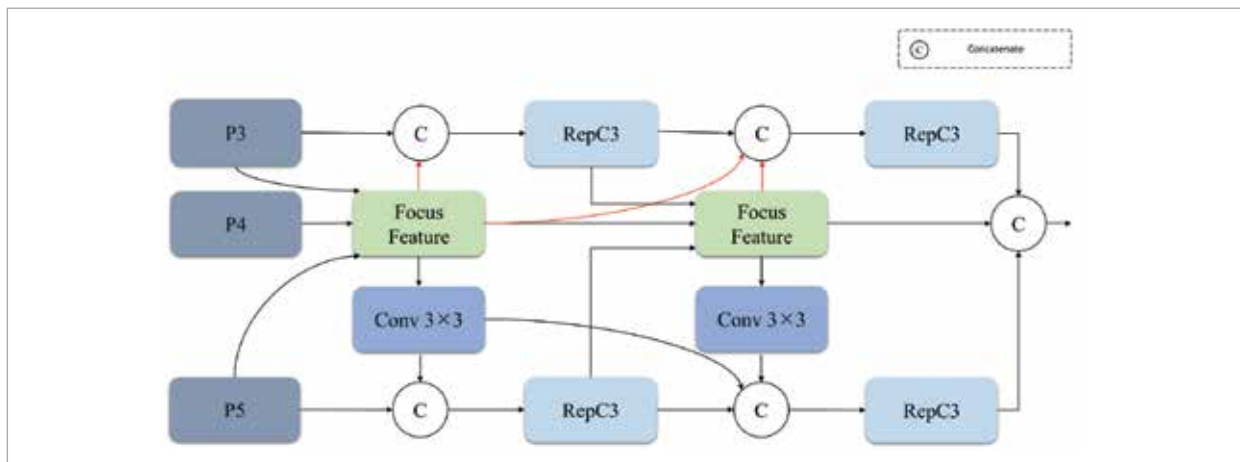 C Concatenate
P3 C RepC3 C RepC3
P4 Focus Feature Focus Feature C
Conv 3×3 Conv 3×3
P5 C RepC3 C RepC3